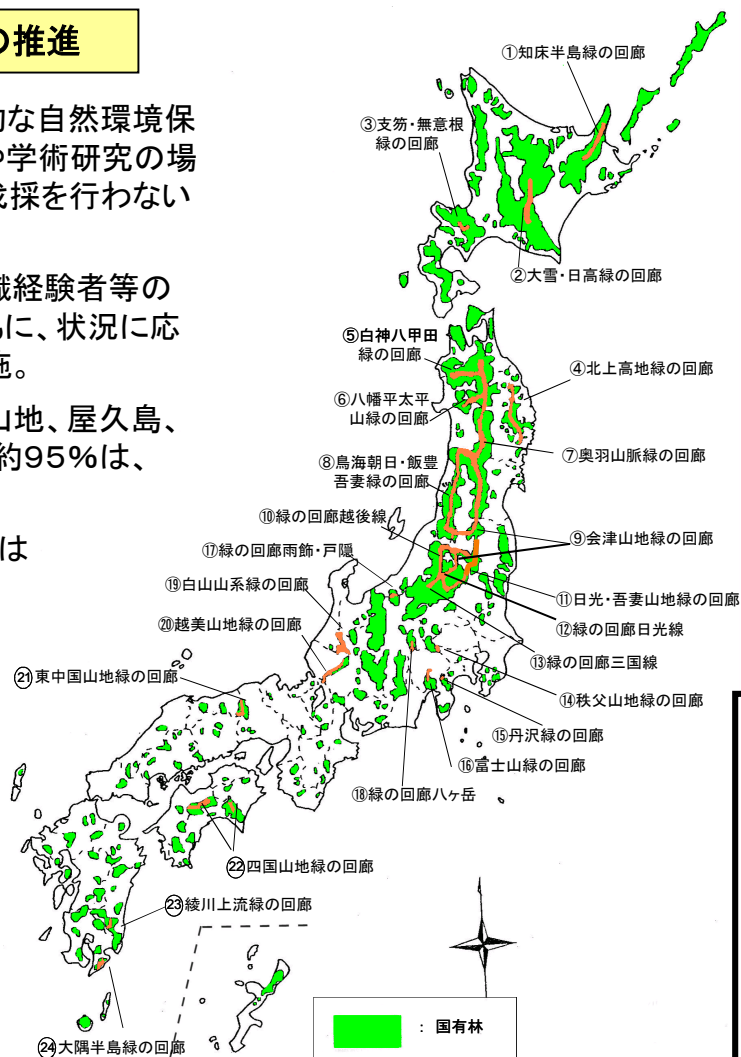 の推進
的な自然環境保
や学術研究の場
伐採を行わない
識経験者等の
に、状況に応
施。
山地、屋久島、
約95%は、
は
①知床半島緑の回廊
③支笏・無意根
緑の回廊
②大雪・日高緑の回廊
⑤白神八甲田
緑の回廊
④北上高地緑の回廊
⑥八幡平太平
山緑の回廊
⑦奥羽山脈緑の回廊
⑧鳥海朝日・飯豊
吾妻緑の回廊
⑩緑の回廊越後線
⑨会津山地緑の回廊
⑰緑の回廊雨飾・戸隠
⑪日光・吾妻山地緑の回廊
⑲白山山系緑の回廊
⑫緑の回廊日光線
⑳越美山地緑の回廊
⑬緑の回廊三国線
㉑東中国山地緑の回廊
⑭秩父山地緑の回廊
⑮丹沢緑の回廊
⑯富士山緑の回廊
⑱緑の回廊八ヶ岳
㉒四国山地緑の回廊
㉓綾川上流緑の回廊
㉔大隅半島緑の回廊
：国有林